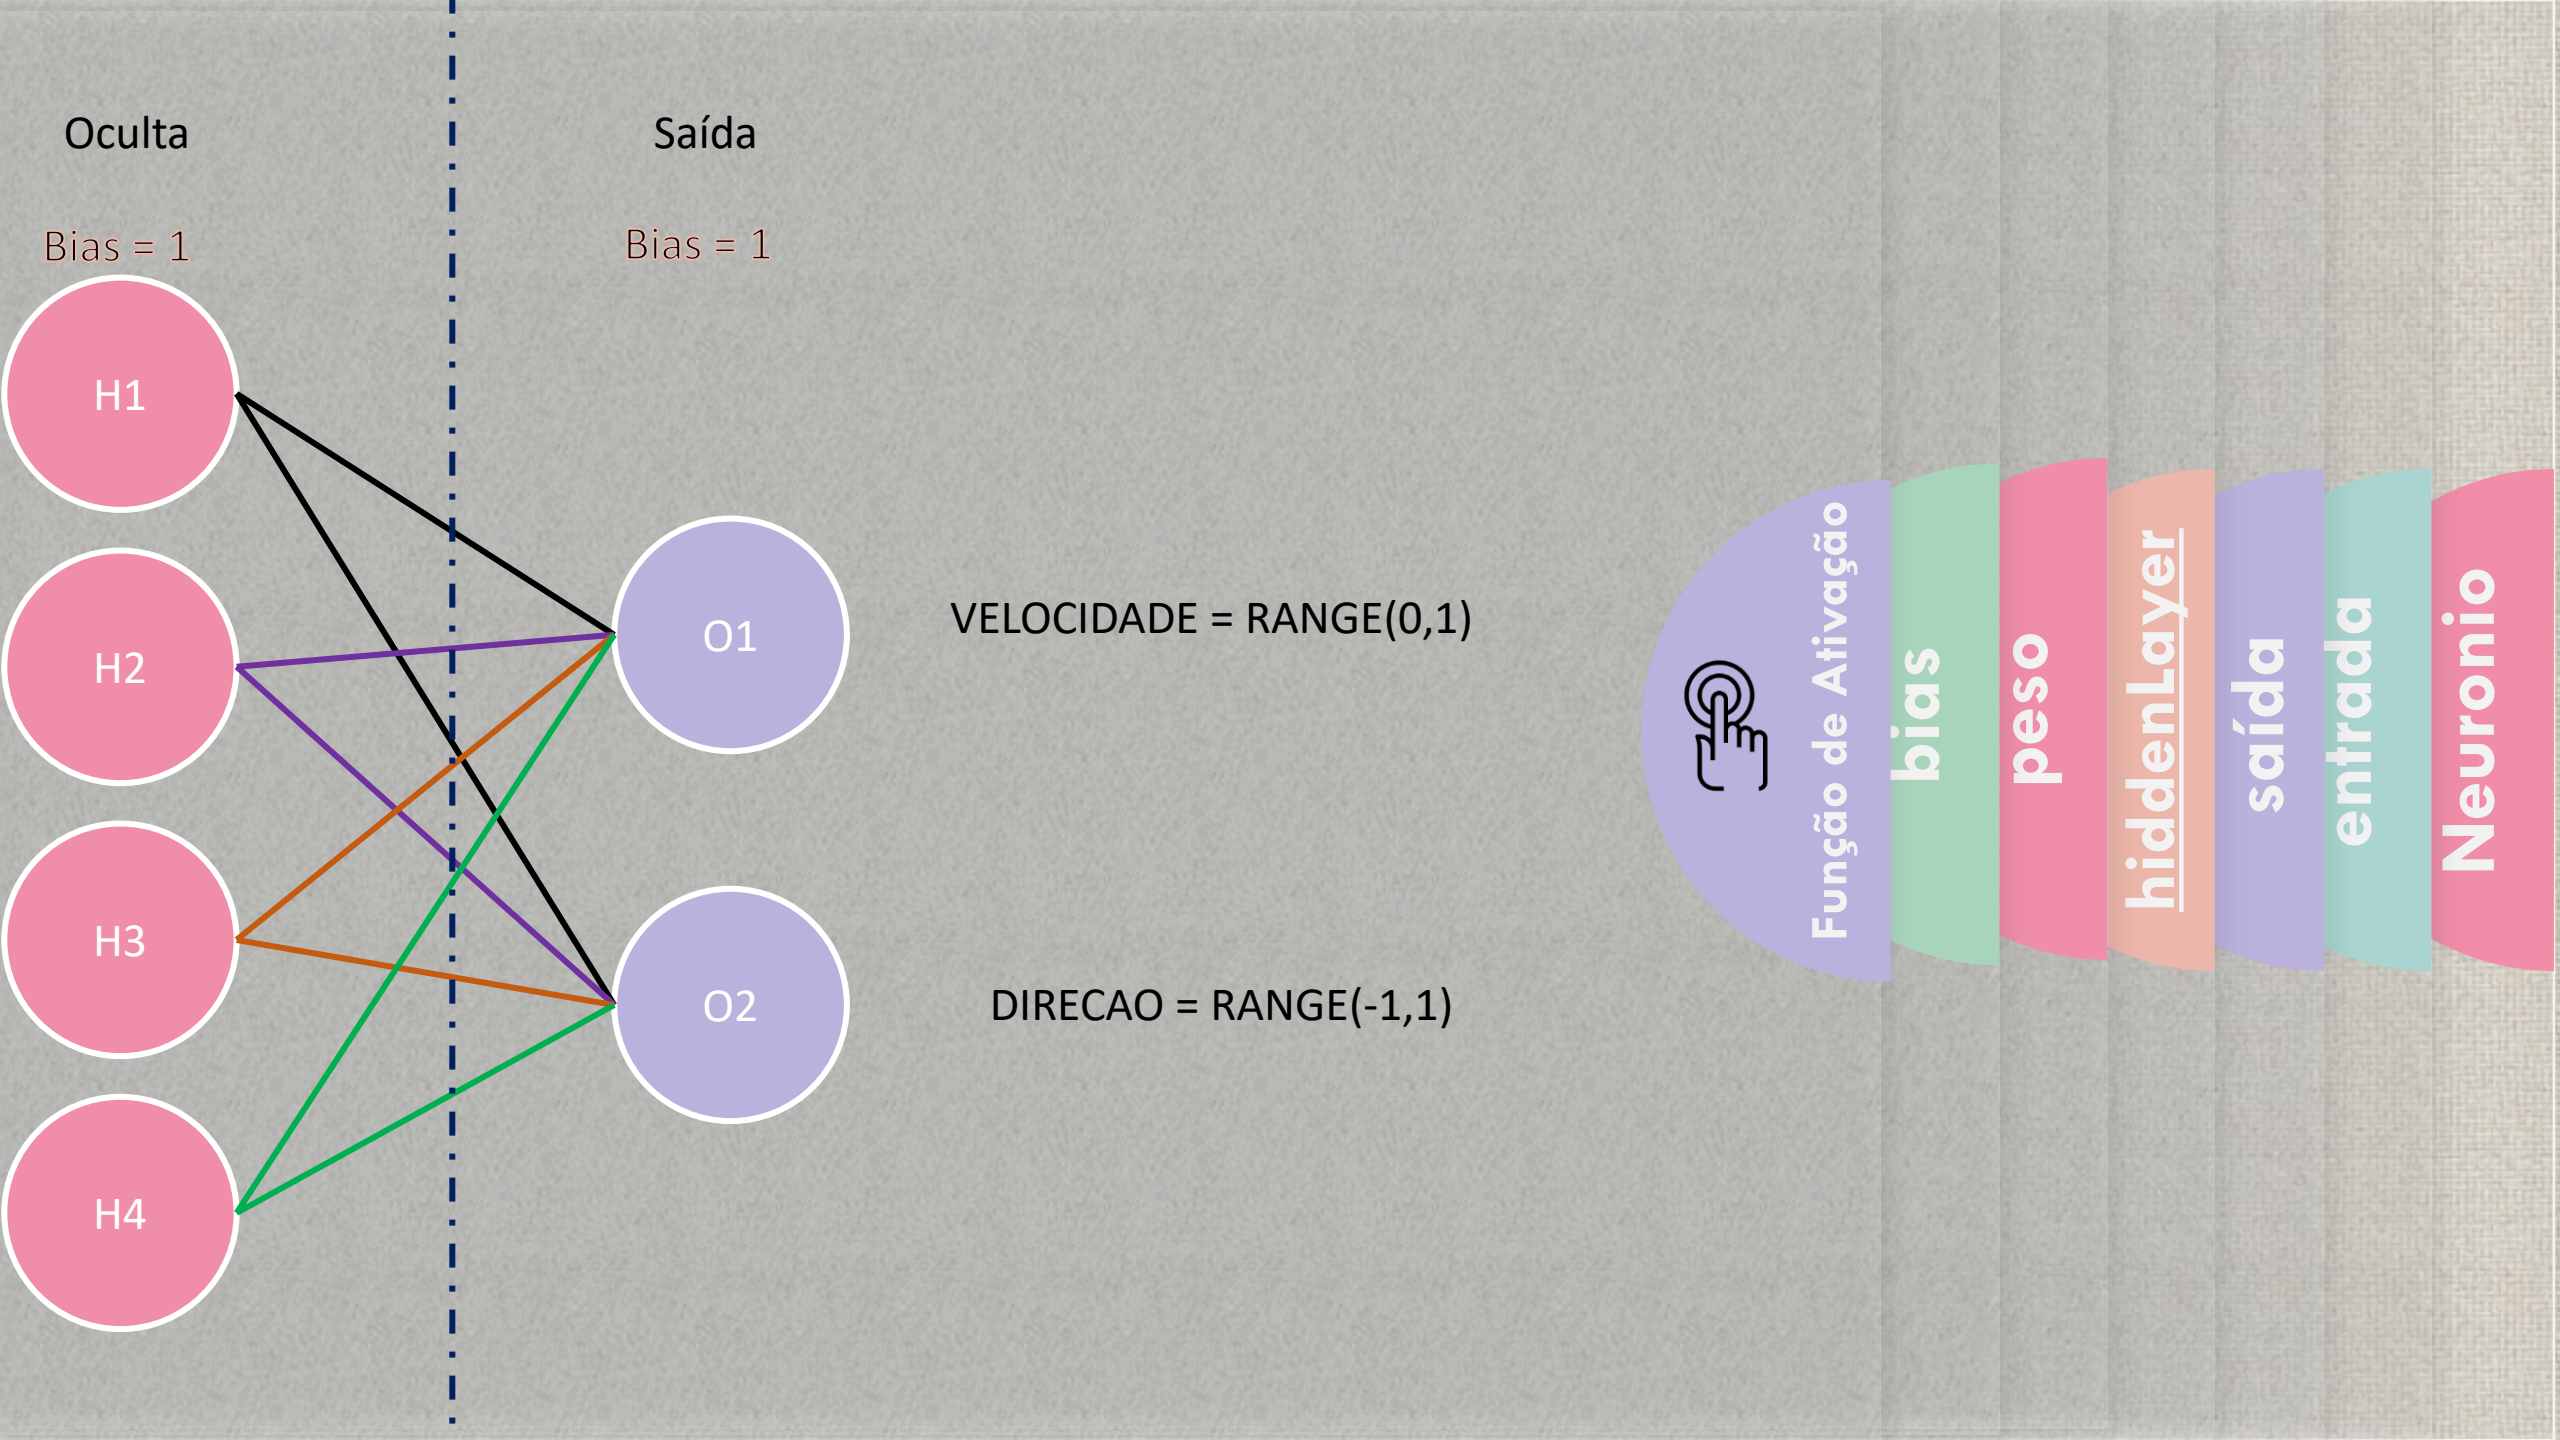 Oculta
Saída
Bias = 1
Bias = 1
H1
H2
H3
H4
O1
O2
VELOCIDADE = RANGE(0,1)
DIRECAO = RANGE(-1,1)
Função de Ativação
bias
peso
hiddenLayer
saída
entrada
Neuronio